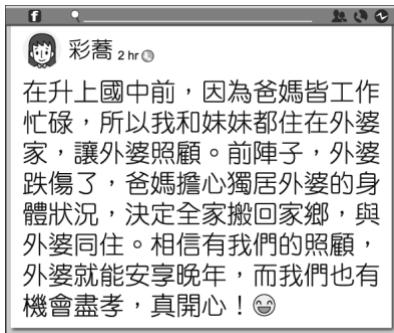 f
彩蕎 2 hr
在升上國中前，因為爸媽皆工作
忙碌，所以我和妹妹都住在外婆
家，讓外婆照顧。前陣子，外婆
跌傷了，爸媽擔心獨居外婆的身
體狀況，決定全家搬回家鄉，與
外婆同住。相信有我們的照顧，
外婆就能安享晚年，而我們也有
機會盡孝，真開心！